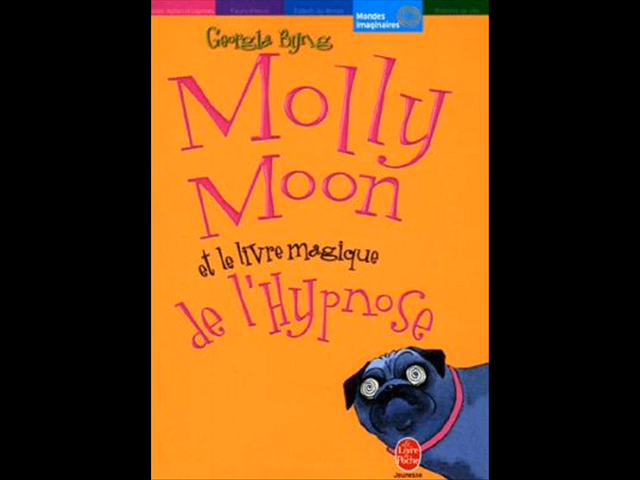 Mondes
imaginaires
Georgia Byng
Molly
Moon
et le livre magique
de l'Hypnose
Le
Livre
de
Poche
Jeunesse